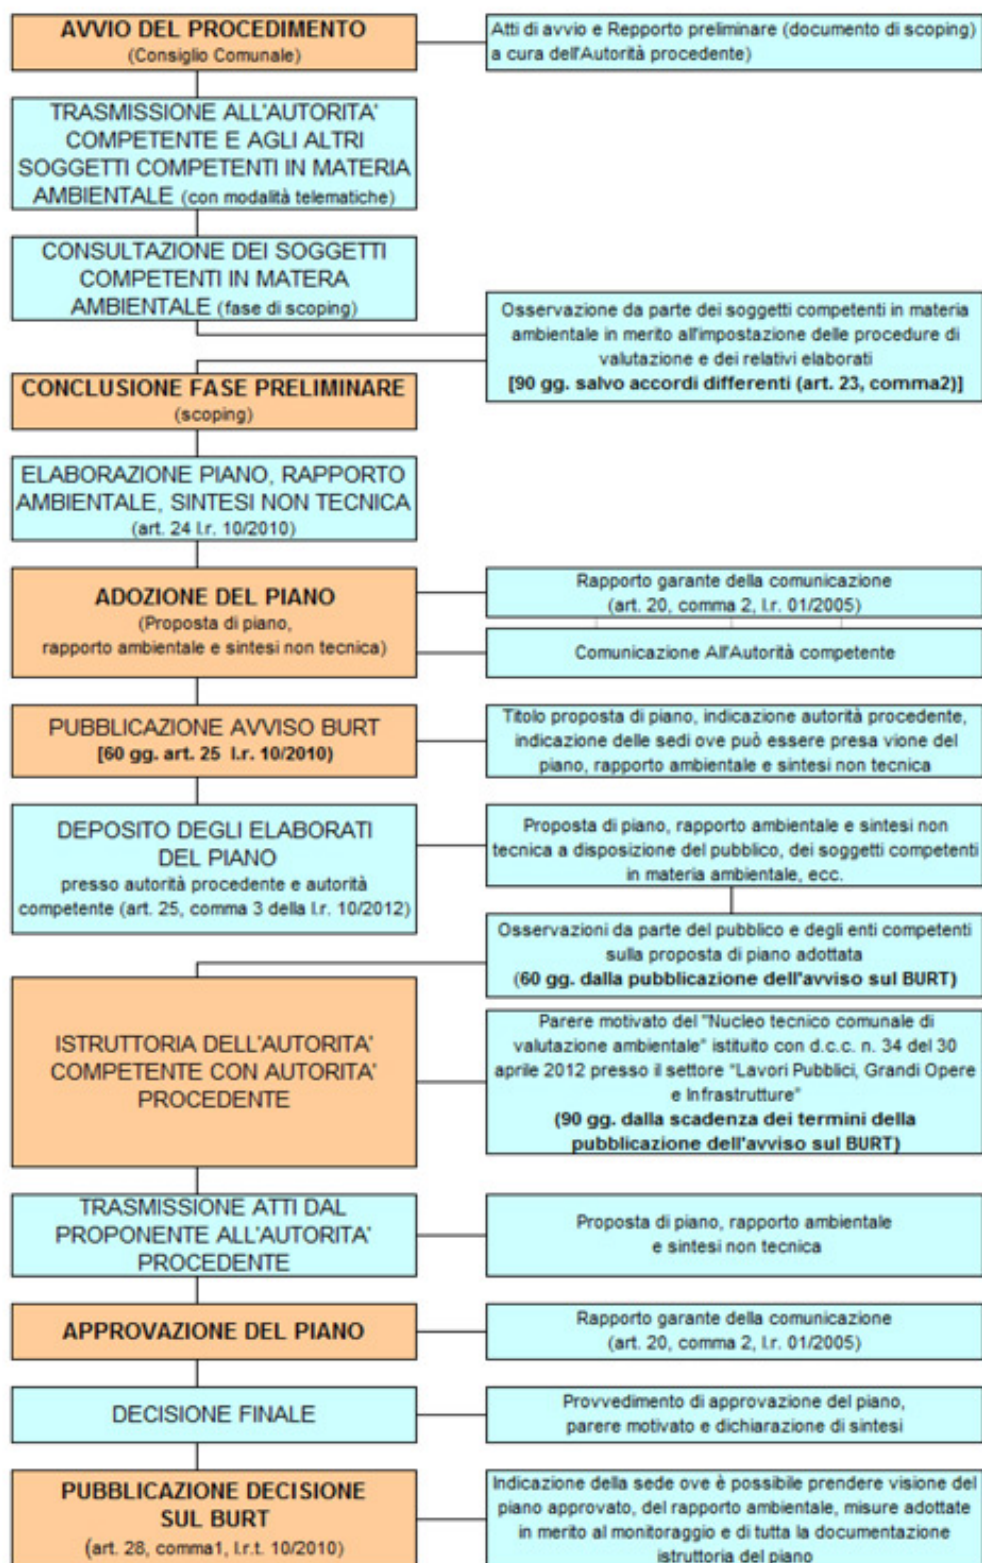 AVVIO DEL PROCEDIMENTO
(Consiglio Comunale)
Atti di avvio e Repporto preliminare (documento di scoping)
a cura dell'Autorità procedente)
TRASMISSIONE ALL'AUTORITA'
COMPETENTE E AGLI ALTRI
SOGGETTI COMPETENTI IN MATERIA
AMBIENTALE (con modalità telematiche)
CONSULTAZIONE DEI SOGGETTI
COMPETENTI IN MATERA
AMBIENTALE (fase di scoping)
Osservazione da parte dei soggetti competenti in materia
ambientale in merito all'impostazione delle procedure di
valutazione e dei relativi elaborati
[90 gg. salvo accordi differenti (art. 23, comma2)]
CONCLUSIONE FASE PRELIMINARE
(scoping)
ELABORAZIONE PIANO, RAPPORTO
AMBIENTALE, SINTESI NON TECNICA
(art. 24 l.r. 10/2010)
ADOZIONE DEL PIANO
(Proposta di piano,
rapporto ambientale e sintesi non tecnica)
Rapporto garante della comunicazione
(art. 20, comma 2, l.r. 01/2005)
Comunicazione All'Autorità competente
PUBBLICAZIONE AVVISO BURT
[60 gg. art. 25 l.r. 10/2010)
Titolo proposta di piano, indicazione autorità procedente,
indicazione delle sedi ove può essere presa vione del
piano, rapporto ambientale e sintesi non tecnica
DEPOSITO DEGLI ELABORATI
DEL PIANO
presso autorità procedente e autorità
competente (art. 25, comma 3 della l.r. 10/2012)
Proposta di piano, rapporto ambientale e sintesi non
tecnica a disposizione del pubblico, dei soggetti competenti
in materia ambientale, ecc.
Osservazioni da parte del pubblico e degli enti competenti
sulla proposta di piano adottata
(60 gg. dalla pubblicazione dell'avviso sul BURT)
ISTRUTTORIA DELL'AUTORITA'
COMPETENTE CON AUTORITA'
PROCEDENTE
Parere motivato del "Nucleo tecnico comunale di
valutazione ambientale" istituito con d.c.c. n. 34 del 30
aprile 2012 presso il settore "Lavori Pubblici, Grandi Opere
e Infrastrutture"
(90 gg. dalla scadenza dei termini della
pubblicazione dell'avviso sul BURT)
TRASMISSIONE ATTI DAL
PROPONENTE ALL'AUTORITA'
PROCEDENTE
Proposta di piano, rapporto ambientale
e sintesi non tecnica
APPROVAZIONE DEL PIANO
Rapporto garante della comunicazione
(art. 20, comma 2, l.r. 01/2005)
DECISIONE FINALE
Provvedimento di approvazione del piano,
parere motivato e dichiarazione di sintesi
PUBBLICAZIONE DECISIONE
SUL BURT
(art. 28, comma1, l.r.t. 10/2010)
Indicazione della sede ove è possibile prendere visione del
piano approvato, del rapporto ambientale, misure adottate
in merito al monitoraggio e di tutta la documentazione
istruttoria del piano